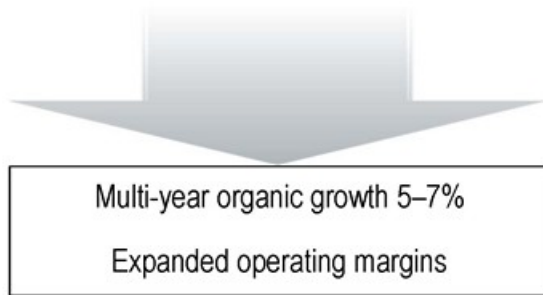 Multi-year organic growth 5–7%
Expanded operating margins